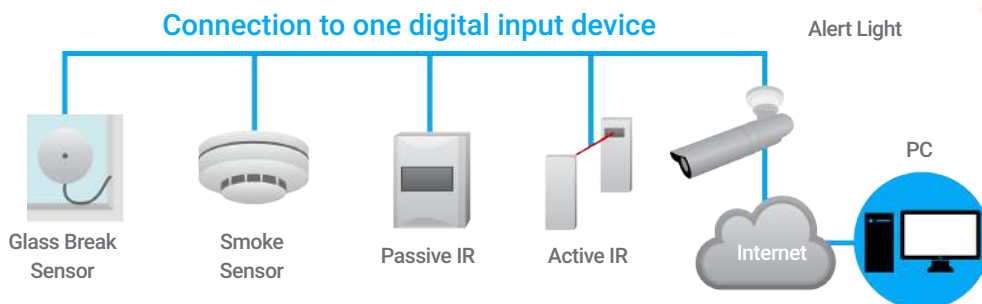 Connection to one digital input device
Alert Light
PC
Glass Break
Sensor
Smoke
Sensor
Passive IR
Active IR
Internet